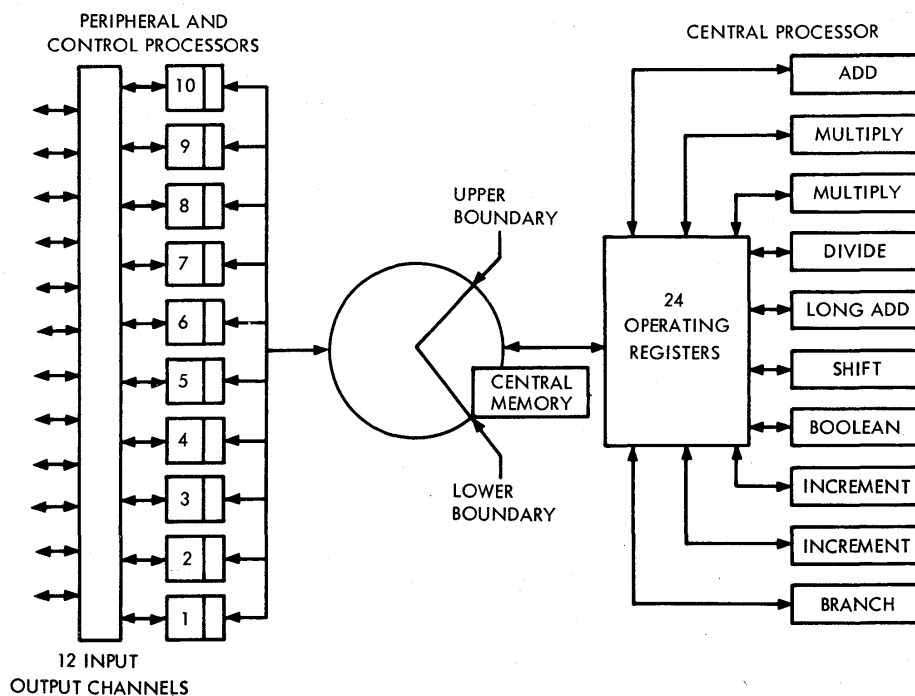 PERIPHERAL AND
CONTROL PROCESSORS
10
9
8
7
6
5
4
3
2
1
12 INPUT
OUTPUT CHANNELS
UPPER
BOUNDARY
CENTRAL
MEMORY
LOWER
BOUNDARY
CENTRAL PROCESSOR
24
OPERATING
REGISTERS
ADD
MULTIPLY
MULTIPLY
DIVIDE
LONG ADD
SHIFT
BOOLEAN
INCREMENT
INCREMENT
BRANCH